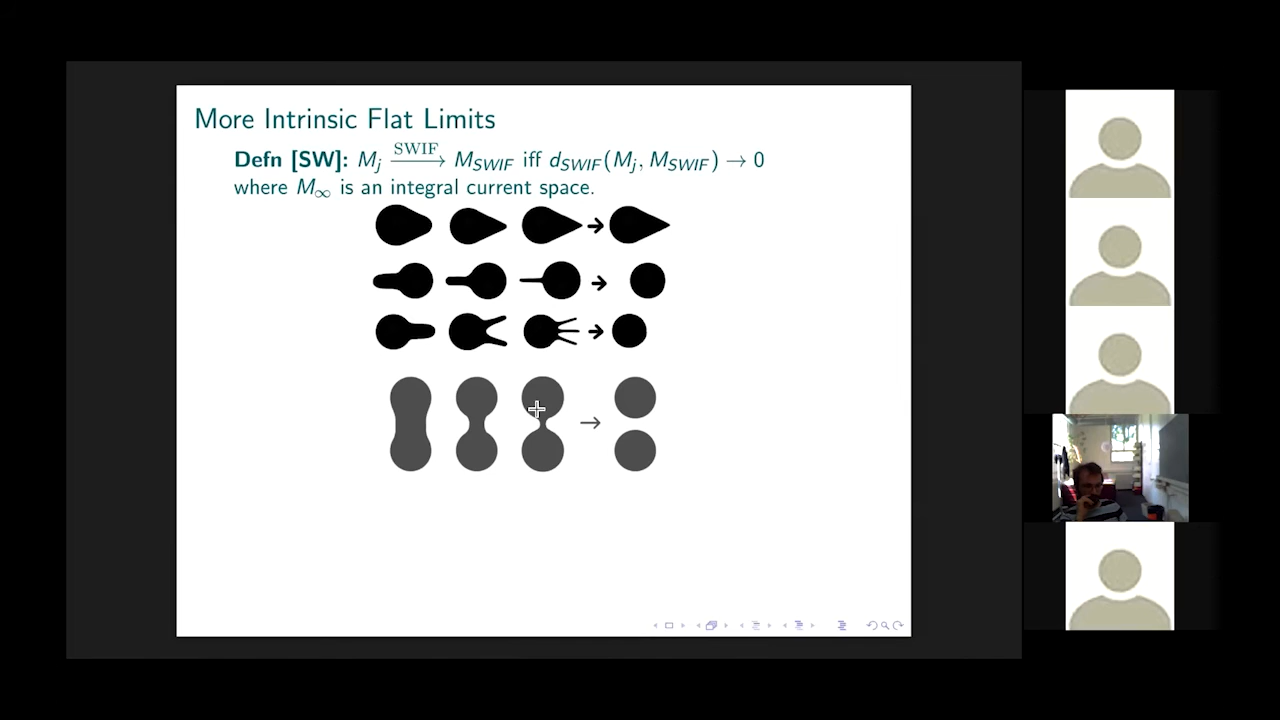 More Intrinsic Flat Limits
Defn [SW]: M_j \xrightarrow{SWIF} M_{SWIF} iff d_{SWIF}(M_j, M_{SWIF}) → 0
where M_∞ is an integral current space.